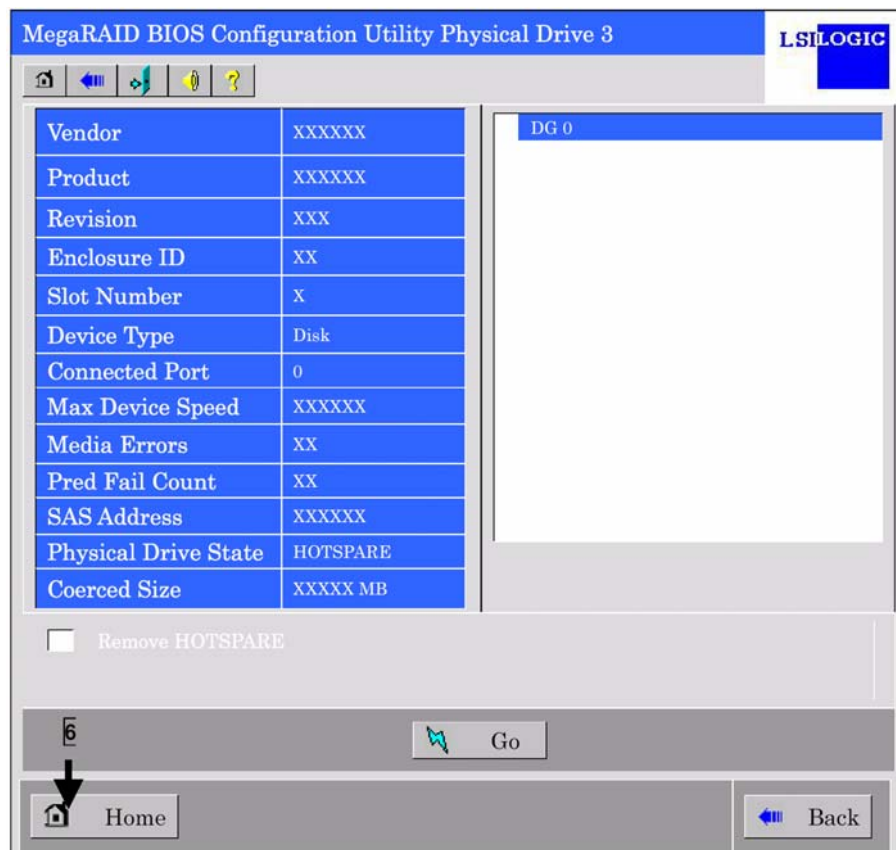 MegaRAID BIOS Configuration Utility Physical Drive 3
LSILOGIC
Vendor XXXXXX
Product XXXXXX
Revision XXX
Enclosure ID XX
Slot Number X
Device Type Disk
Connected Port 0
Max Device Speed XXXXXX
Media Errors XX
Pred Fail Count XX
SAS Address XXXXXX
Physical Drive State HOTSPARE
Coerced Size XXXXX MB
DG 0
Remove HOTSPARE
6
Go
Home
Back